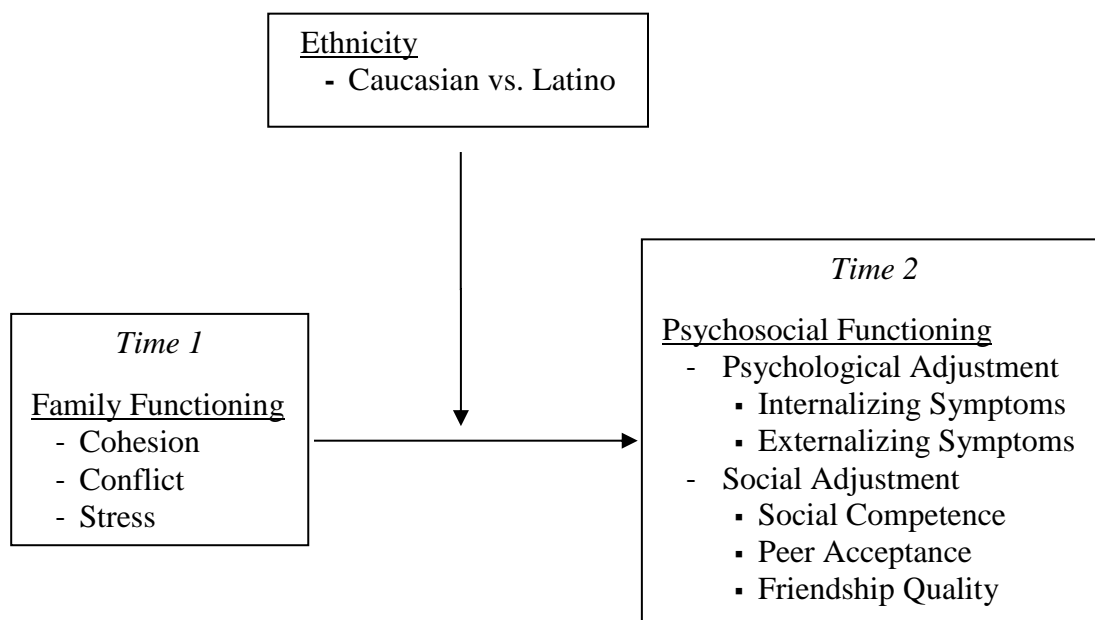 Ethnicity
- Caucasian vs. Latino
Time 1
Family Functioning
- Cohesion
- Conflict
- Stress
Time 2
Psychosocial Functioning
- Psychological Adjustment
▪ Internalizing Symptoms
▪ Externalizing Symptoms
- Social Adjustment
▪ Social Competence
▪ Peer Acceptance
▪ Friendship Quality